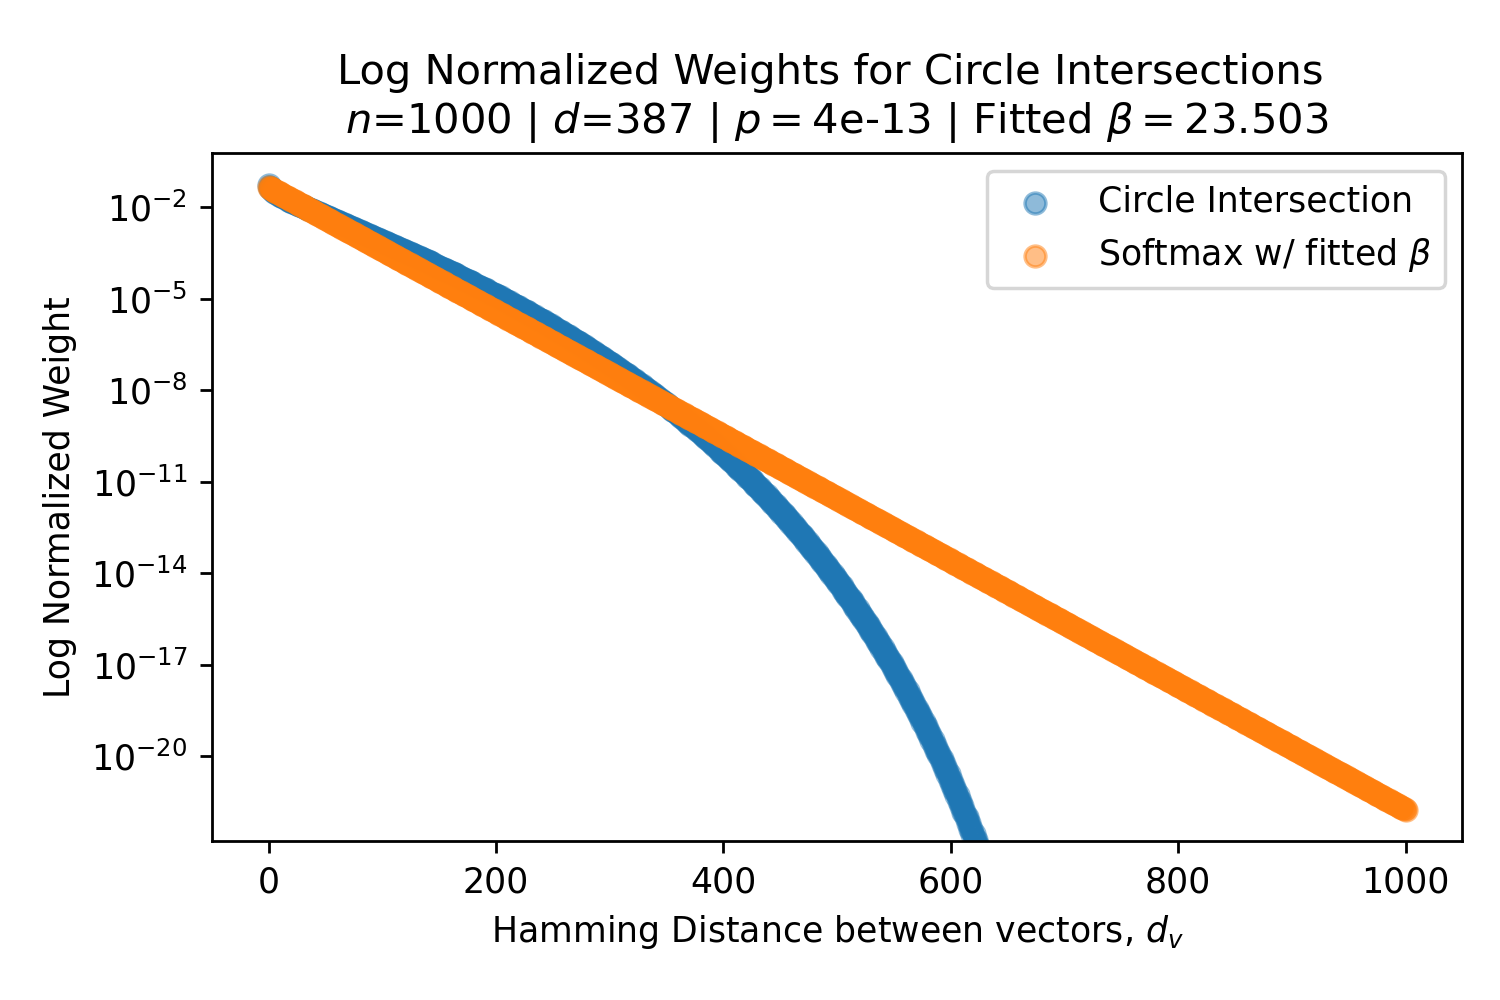 Log Normalized Weights for Circle Intersections
n=1000 | d=387 | p = 4e-13 | Fitted β = 23.503
Circle Intersection
Softmax w/ fitted β
Log Normalized Weight
10⁻²
10⁻⁵
10⁻⁸
10⁻¹¹
10⁻¹⁴
10⁻¹⁷
10⁻²⁰
0 200 400 600 800 1000
Hamming Distance between vectors, dᵥ